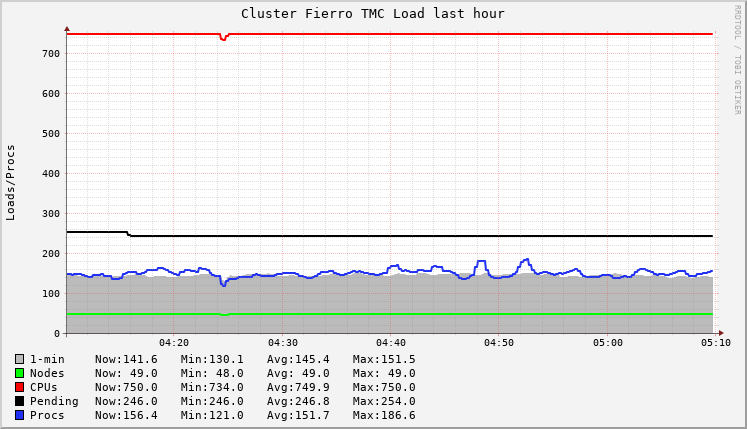 Cluster Fierro TMC Load last hour
RRDTOOL / TOBI OETIKER
Loads/Procs
700
600
500
400
300
200
100
0
04:20 04:30 04:40 04:50 05:00 05:10
1-min Now:141.6 Min:130.1 Avg:145.4 Max:151.5
Nodes Now: 49.0 Min: 48.0 Avg: 49.0 Max: 49.0
CPUs Now:750.0 Min:734.0 Avg:749.9 Max:750.0
Pending Now:246.0 Min:246.0 Avg:246.8 Max:254.0
Procs Now:156.4 Min:121.0 Avg:151.7 Max:186.6